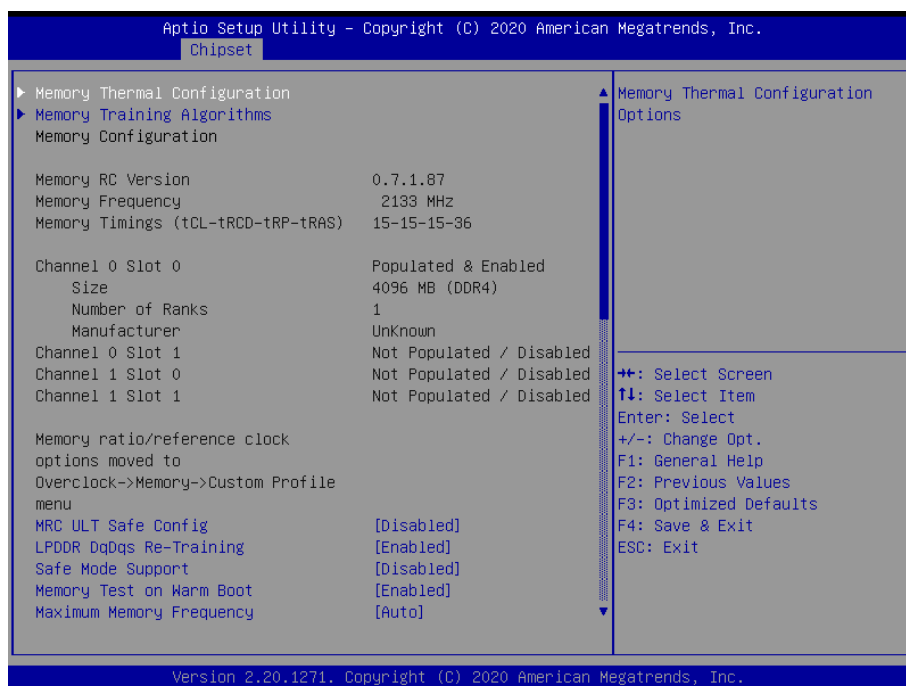 Aptio Setup Utility – Copyright (C) 2020 American Megatrends, Inc.
Chipset
Memory Thermal Configuration
Memory Training Algorithms
Memory Configuration
Memory RC Version 0.7.1.87
Memory Frequency 2133 MHz
Memory Timings (tCL-tRCD-tRP-tRAS) 15-15-15-36
Channel 0 Slot 0 Populated & Enabled
Size 4096 MB (DDR4)
Number of Ranks 1
Manufacturer UnKnown
Channel 0 Slot 1 Not Populated / Disabled
Channel 1 Slot 0 Not Populated / Disabled
Channel 1 Slot 1 Not Populated / Disabled
Memory ratio/reference clock
options moved to
Overclock->Memory->Custom Profile
menu
MRC ULT Safe Config [Disabled]
LPDDR DqDqs Re-Training [Enabled]
Safe Mode Support [Disabled]
Memory Test on Warm Boot [Enabled]
Maximum Memory Frequency [Auto]
Memory Thermal Configuration
Options
→←: Select Screen
↑↓: Select Item
Enter: Select
+/-: Change Opt.
F1: General Help
F2: Previous Values
F3: Optimized Defaults
F4: Save & Exit
ESC: Exit
Version 2.20.1271. Copyright (C) 2020 American Megatrends, Inc.